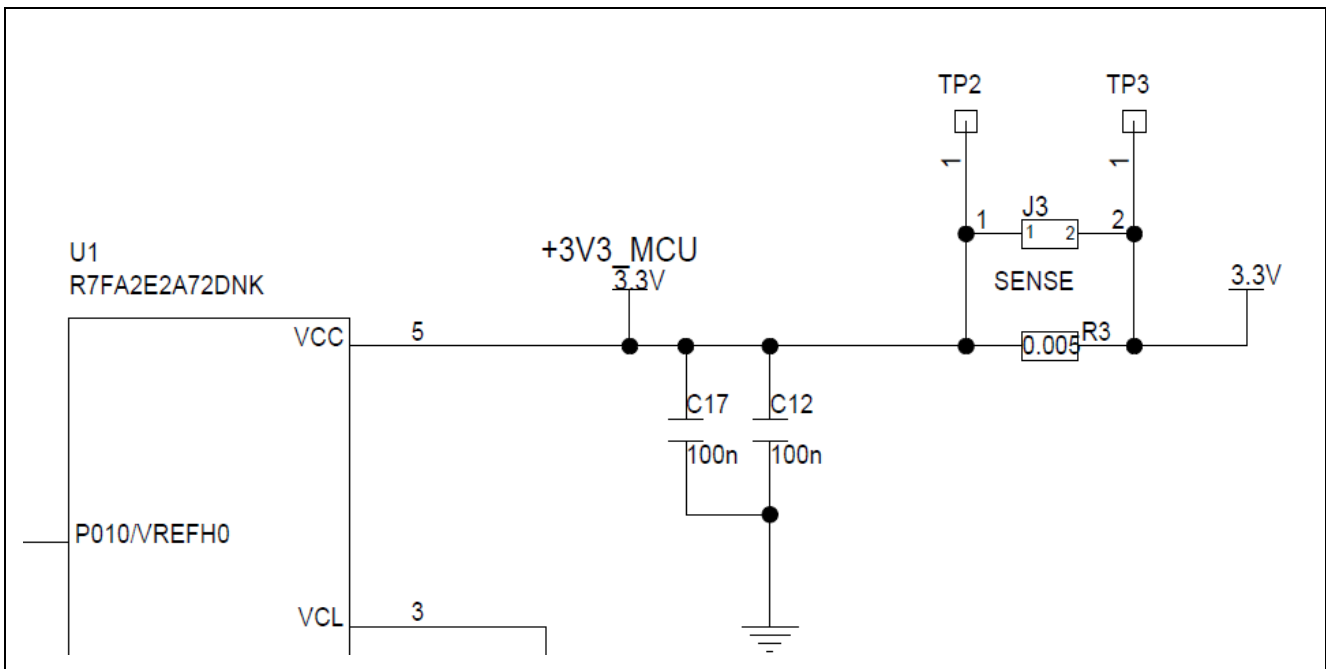 TP2 TP3
1 1
J3
1 1 2 2
U1
+3V3_MCU
R7FA2E2A72DNK
3.3V
SENSE
3.3V
VCC 5
0.005 R3
C17 C12
100n 100n
P010/VREFH0
VCL 3